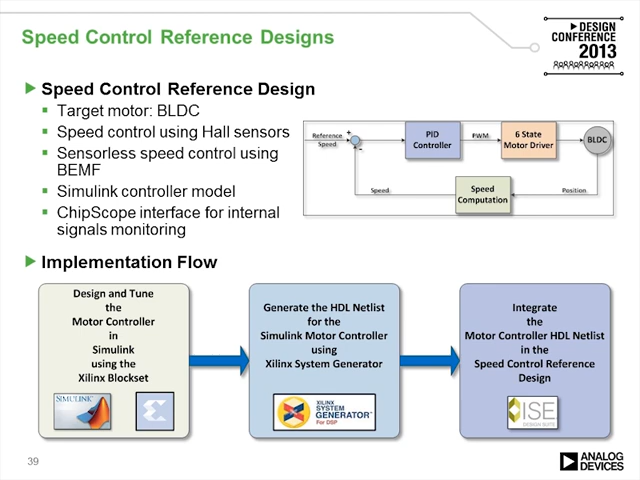 Speed Control Reference Designs
▶ DESIGN
CONFERENCE
2013
Speed Control Reference Design
Target motor: BLDC
Speed control using Hall sensors
Sensorless speed control using
BEMF
Simulink controller model
ChipScope interface for internal
signals monitoring
Reference
Speed
+
-
PID
Controller
PWM
6 State
Motor Driver
BLDC
Speed
Speed
Computation
Position
Implementation Flow
Design and Tune
the
Motor Controller
in
Simulink
using the
Xilinx Blockset
SIMULINK
Generate the HDL Netlist
for the
Simulink Motor Controller
using
Xilinx System Generator
XILINX
SYSTEM
GENERATOR
For DSP
Integrate
the
Motor Controller HDL Netlist
in the
Speed Control Reference
Design
ISE
DESIGN SUITE
39
ANALOG
DEVICES